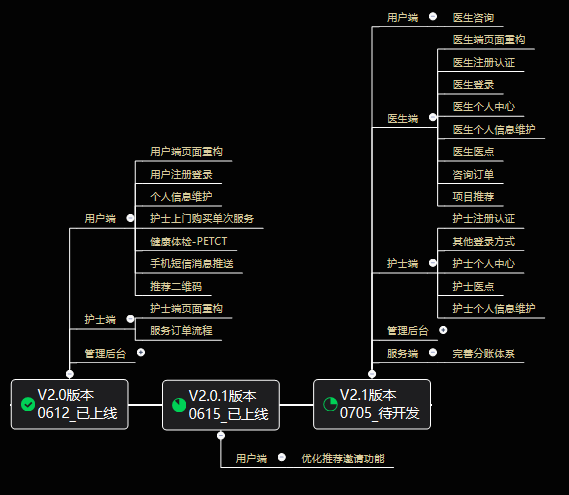 用户端
医生咨询
医生端
医生端页面重构
医生注册认证
医生登录
医生个人中心
医生个人信息维护
医生医点
咨询订单
项目推荐
护士端
护士注册认证
其他登录方式
护士个人中心
护士医点
护士个人信息维护
管理后台
服务端
完善分账体系
用户端
用户端页面重构
用户注册登录
个人信息维护
护士上门购买单次服务
健康体检-PETCT
手机短信消息推送
推荐二维码
护士端
护士端页面重构
服务订单流程
管理后台
V2.0版本
0612_已上线
V2.0.1版本
0615_已上线
V2.1版本
0705_待开发
用户端
优化推荐邀请功能